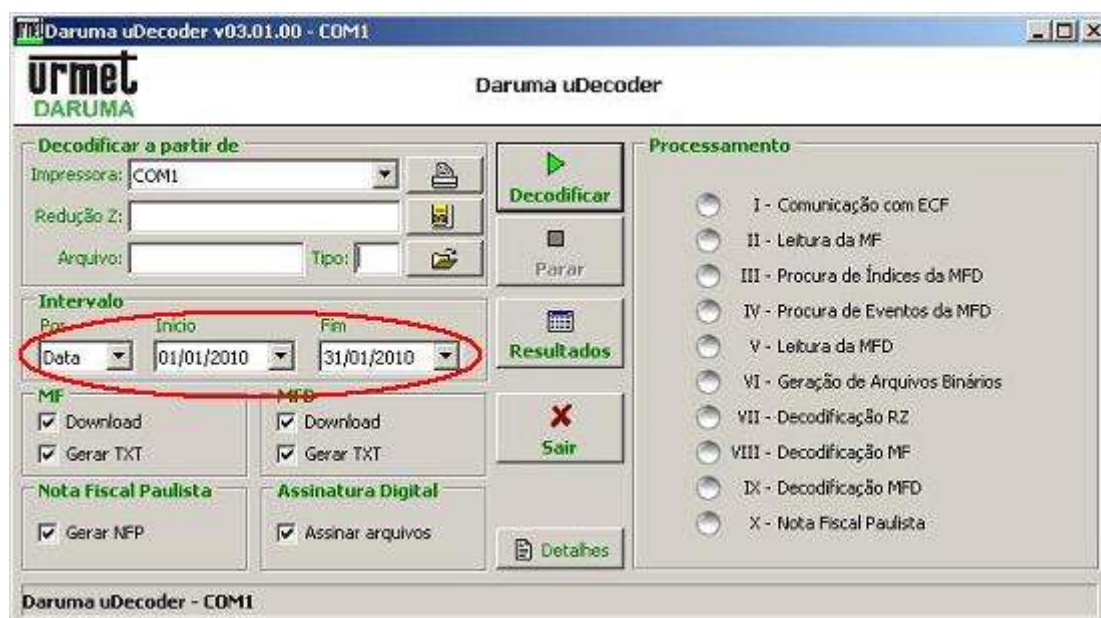 Daruma uDecoder v03.01.00 - COM1
urmet
DARUMA
Daruma uDecoder
Decodificar a partir de
Impressora: COM1
Redução Z:
Arquivo: Tipo:
Intervalo
Por Início Fim
Data 01/01/2010 31/01/2010
MF
Download
Gerar TXT
MFD
Download
Gerar TXT
Nota Fiscal Paulista
Gerar NFP
Assinatura Digital
Assinar arquivos
Decodificar
Parar
Resultados
Sair
Detalhes
Processamento
I - Comunicação com ECF
II - Leitura da MF
III - Procura de Índices da MFD
IV - Procura de Eventos da MFD
V - Leitura da MFD
VI - Geração de Arquivos Binários
VII - Decodificação RZ
VIII - Decodificação MF
IX - Decodificação MFD
X - Nota Fiscal Paulista
Daruma uDecoder - COM1